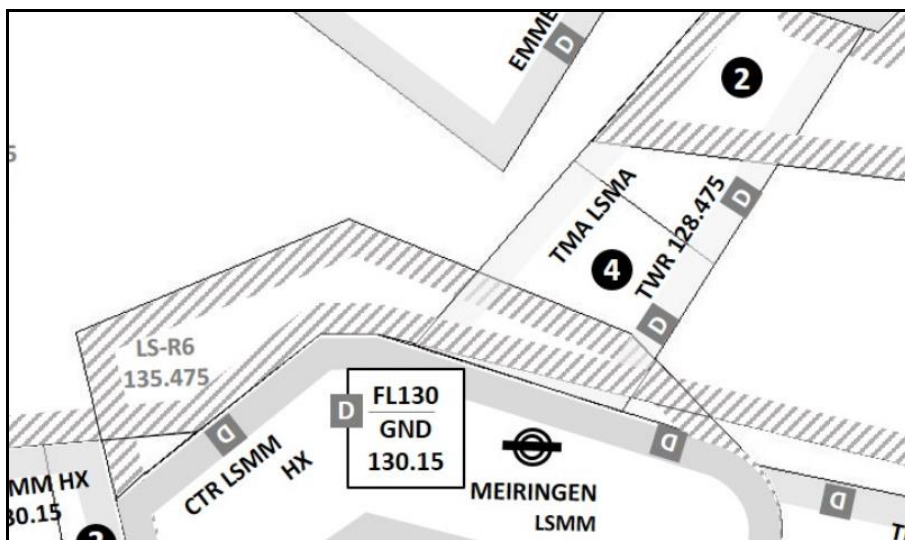 EMME
D
2
TMA LSMA
TWR 128.475
D
4
D
LS-R6
135.475
D
FL130
GND
130.15
D
CTR LSMM
HX
D
MEIRINGEN
LSMM
D
MM HX
30.15
3